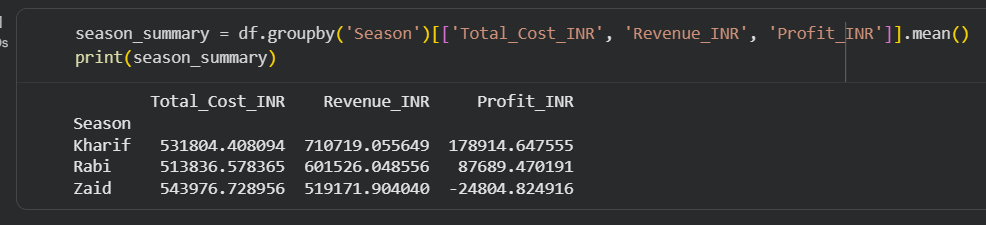 season_summary = df.groupby('Season')[['Total_Cost_INR', 'Revenue_INR', 'Profit_INR']].mean()
print(season_summary)
Total_Cost_INR Revenue_INR Profit_INR
Season
Kharif 531804.408094 710719.055649 178914.647555
Rabi 513836.578365 601526.048556 87689.470191
Zaid 543976.728956 519171.904040 -24804.824916